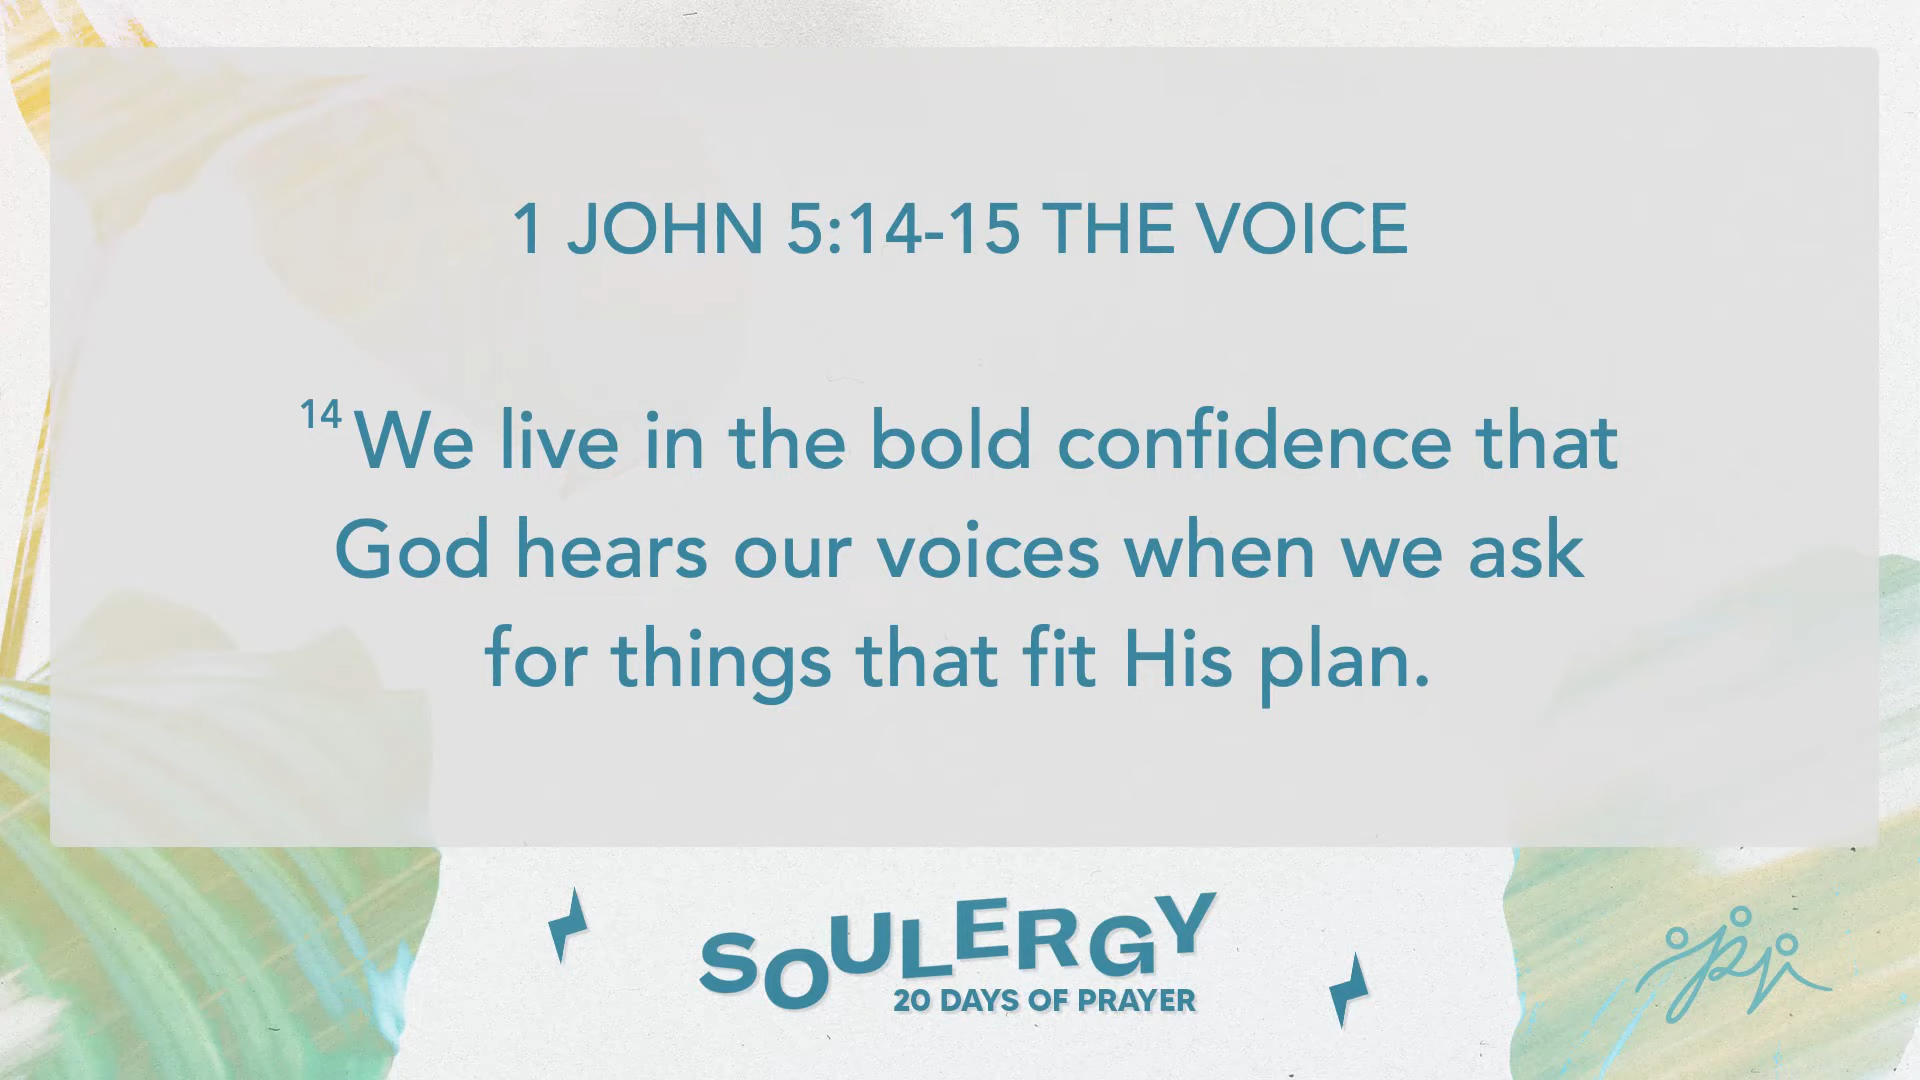 1 JOHN 5:14-15 THE VOICE
14 We live in the bold confidence that
God hears our voices when we ask
for things that fit His plan.
SOULERGY
20 DAYS OF PRAYER